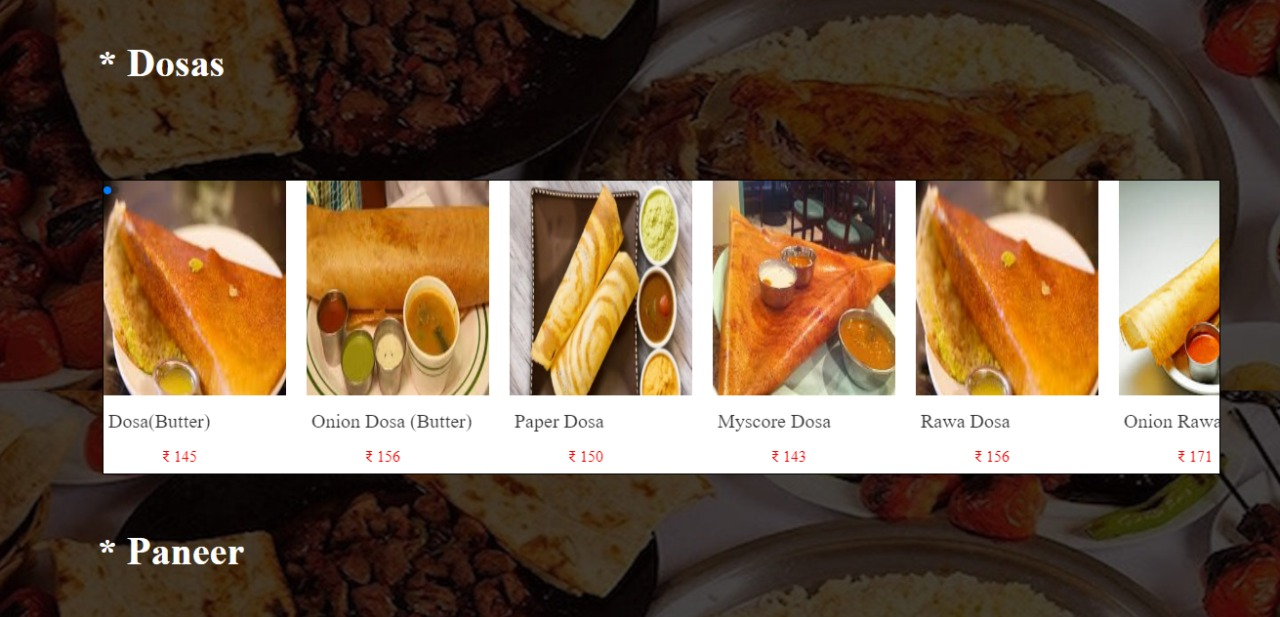 * Dosas
Dosa(Butter)
₹ 145
Onion Dosa (Butter)
₹ 156
Paper Dosa
₹ 150
Myscore Dosa
₹ 143
Rawa Dosa
₹ 156
Onion Rawa
₹ 171
* Paneer